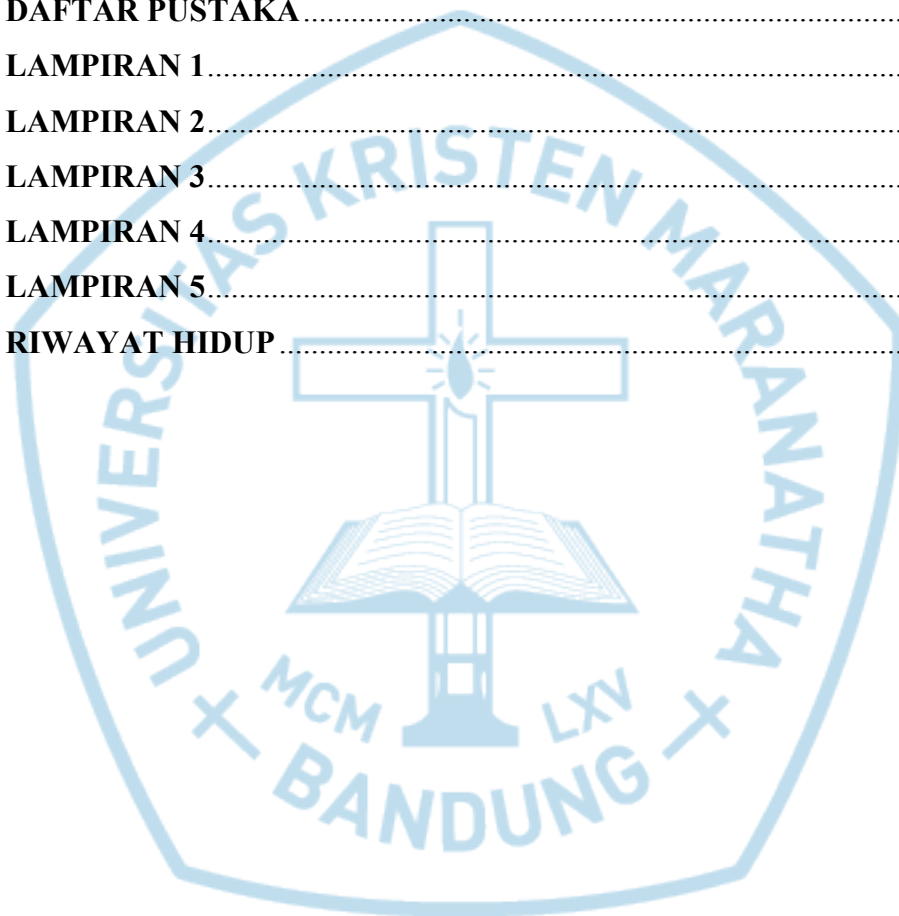 DAFTAR PUSTAKA
LAMPIRAN 1
LAMPIRAN 2
LAMPIRAN 3
LAMPIRAN 4
LAMPIRAN 5
RIWAYAT HIDUP
UNIVERSITAS KRISTEN MARANATHA
MCM LXV
BANDUNG